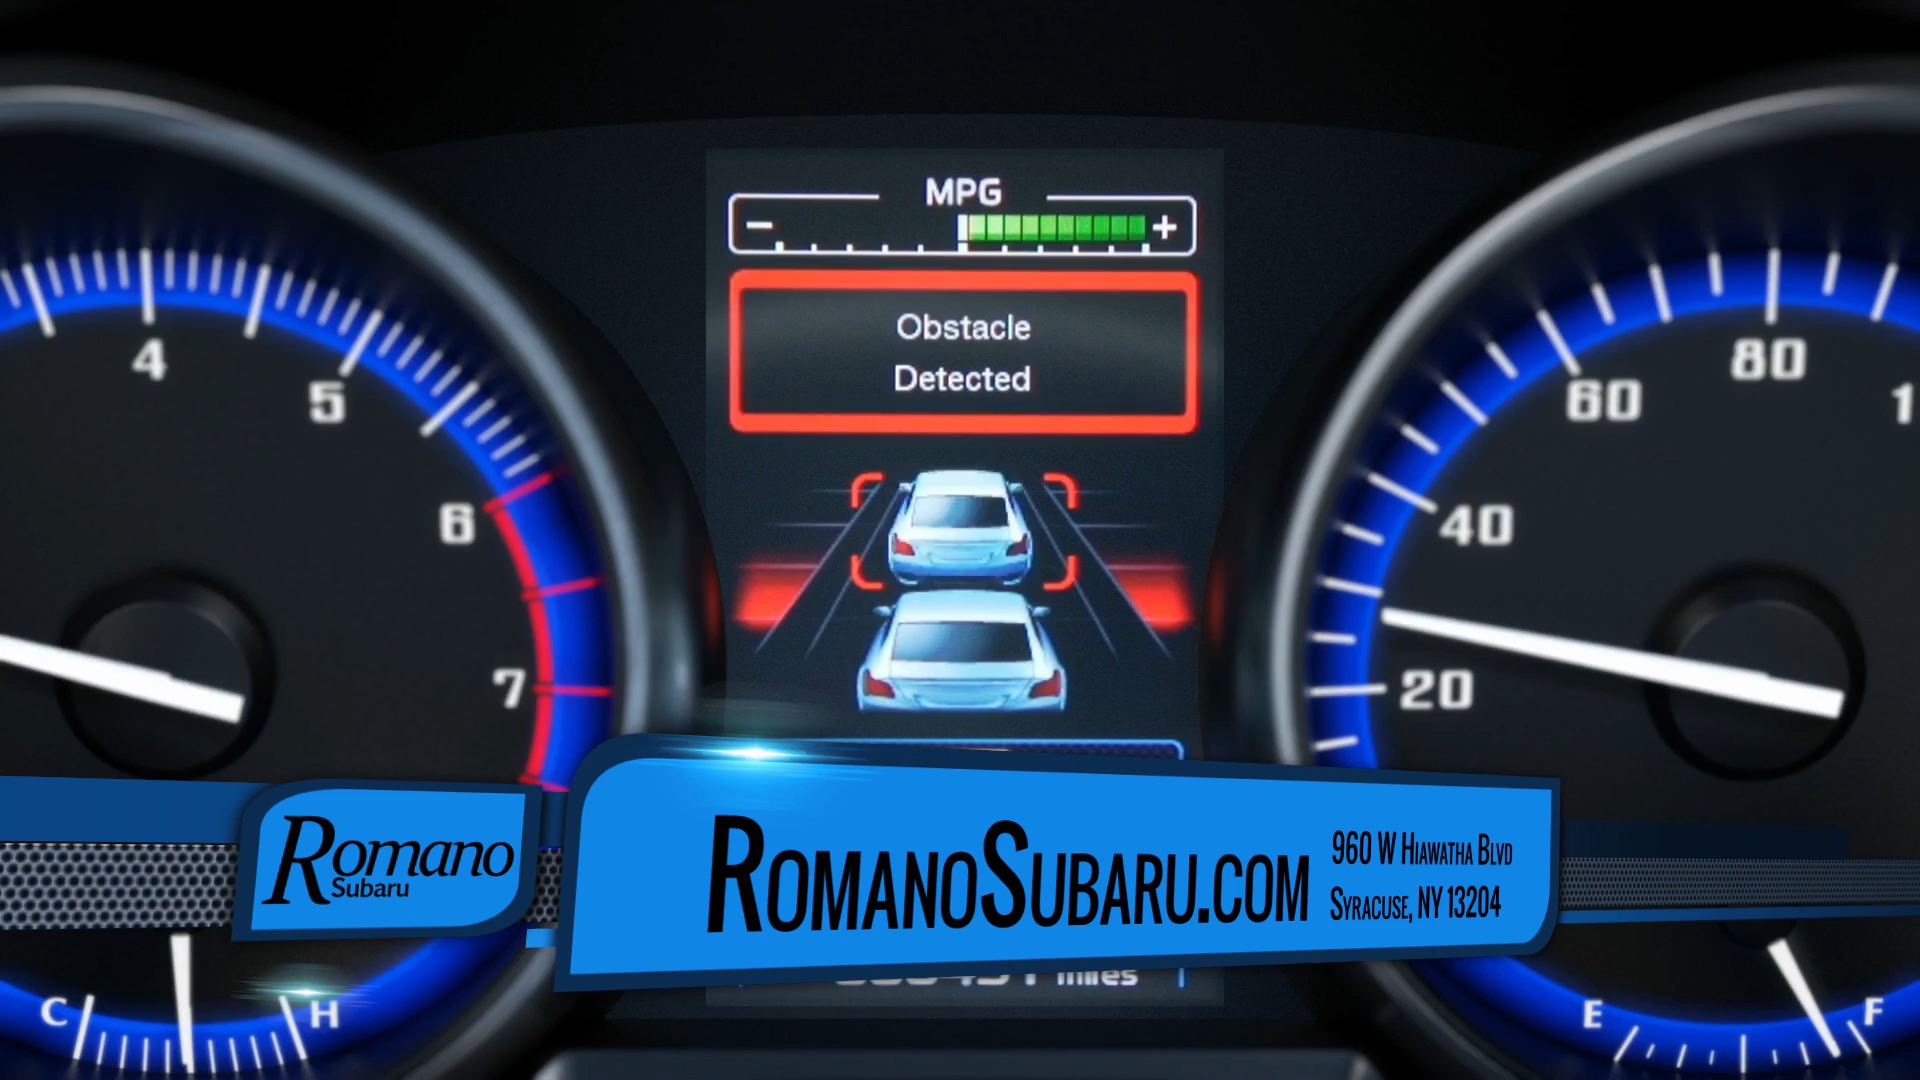 MPG
− +
Obstacle
Detected
4
5
6
7
C H
80
60
40
20
E F
Romano
Subaru
RomanoSubaru.com
960 W Hiawatha Blvd
Syracuse, NY 13204
miles